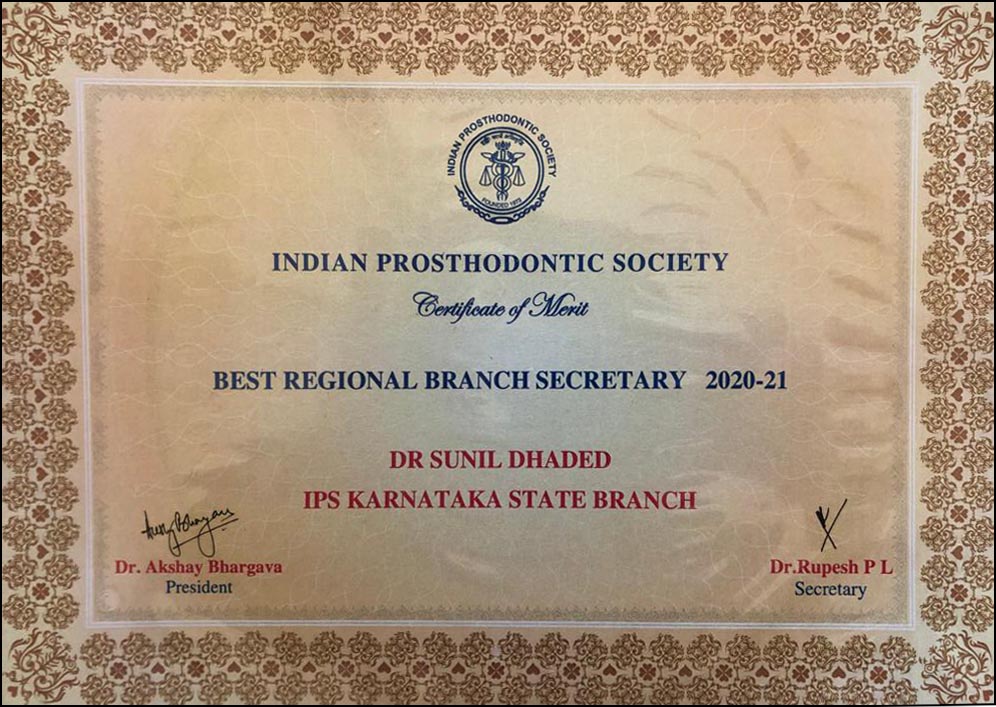 INDIAN PROSTHODONTIC SOCIETY
FOUNDED 1973
INDIAN PROSTHODONTIC SOCIETY
Certificate of Merit
BEST REGIONAL BRANCH SECRETARY 2020-21
DR SUNIL DHADED
IPS KARNATAKA STATE BRANCH
Dr. Akshay Bhargava
President
Dr.Rupesh P L
Secretary